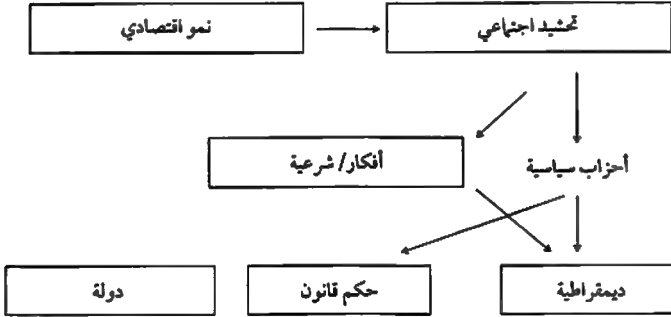 تحشيد اجتماعي
نمو اقتصادي
أفكار/ شرعية
أحزاب سياسية
ديمقراطية
حكم قانون
دولة